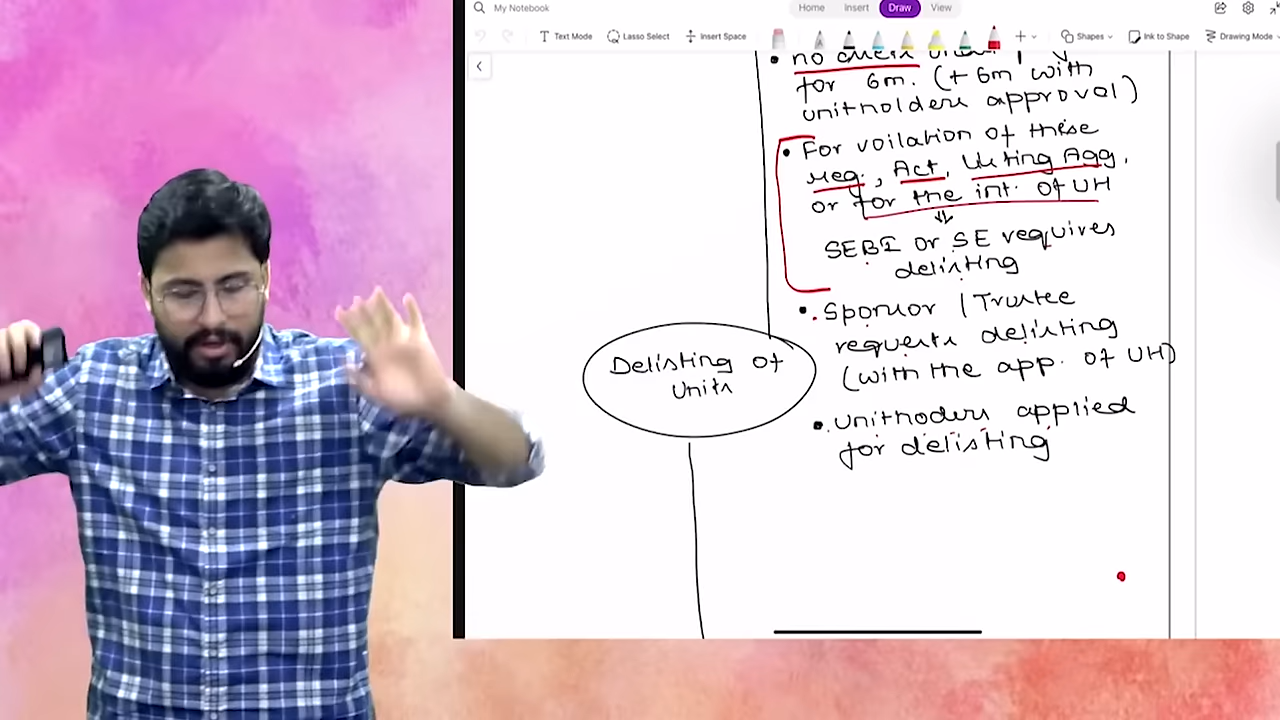 My Notebook
Home Insert Draw View
Text Mode Lasso Select Insert Space Shapes Ink to Shape Drawing Mode
no
for 6m. (+ 6m with
unitholders approval)
For voilation of these
reg., Act, Listing Agg.
or for the int. of UH
SEBI or SE requires
delisting
Sponsor / Trustee
requests delisting
(with the app. of UH)
Delisting of
Units
Unithoders applied
for delisting